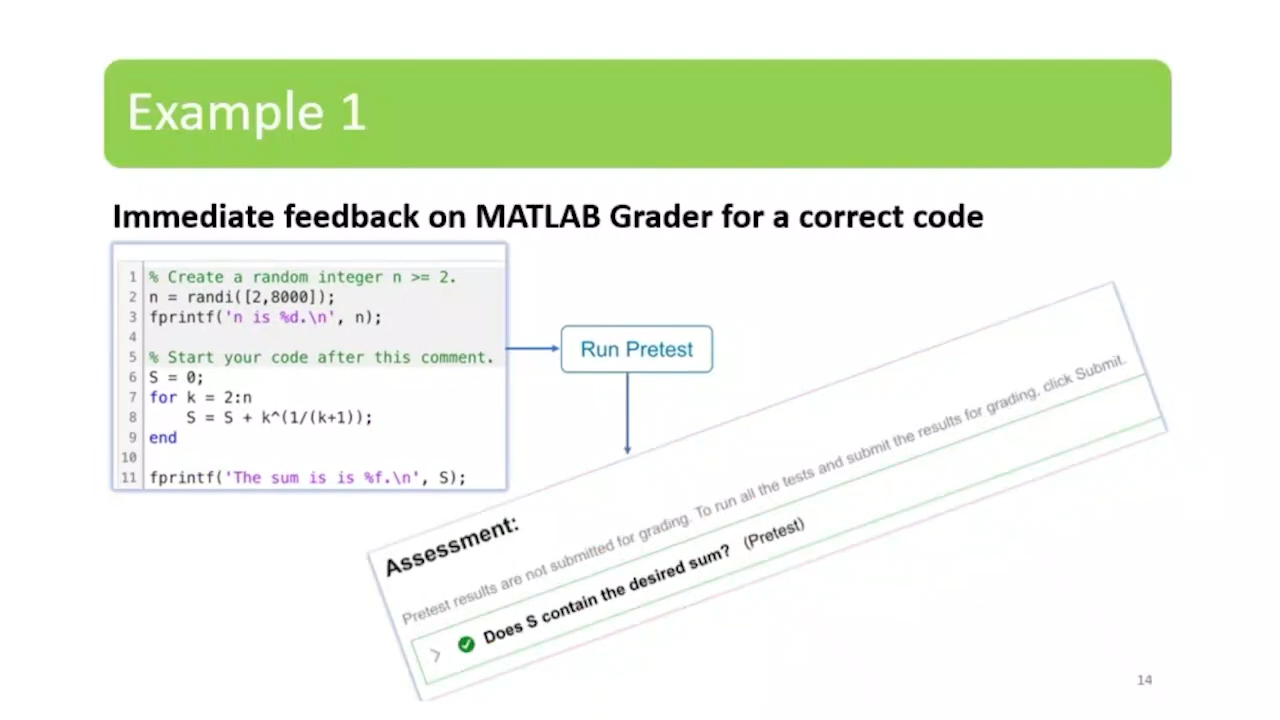 Example 1
Immediate feedback on MATLAB Grader for a correct code
1 % Create a random integer n >= 2.
2 n = randi([2,8000]);
3 fprintf('n is %d.\n', n);
4
5 % Start your code after this comment.
6 S = 0;
7 for k = 2:n
8     S = S + k^(1/(k+1));
9 end
10
11 fprintf('The sum is is %f.\n', S);
Run Pretest
Assessment:
Pretest results are not submitted for grading. To run all the tests and submit the results for grading, click Submit.
Does S contain the desired sum? (Pretest)
14